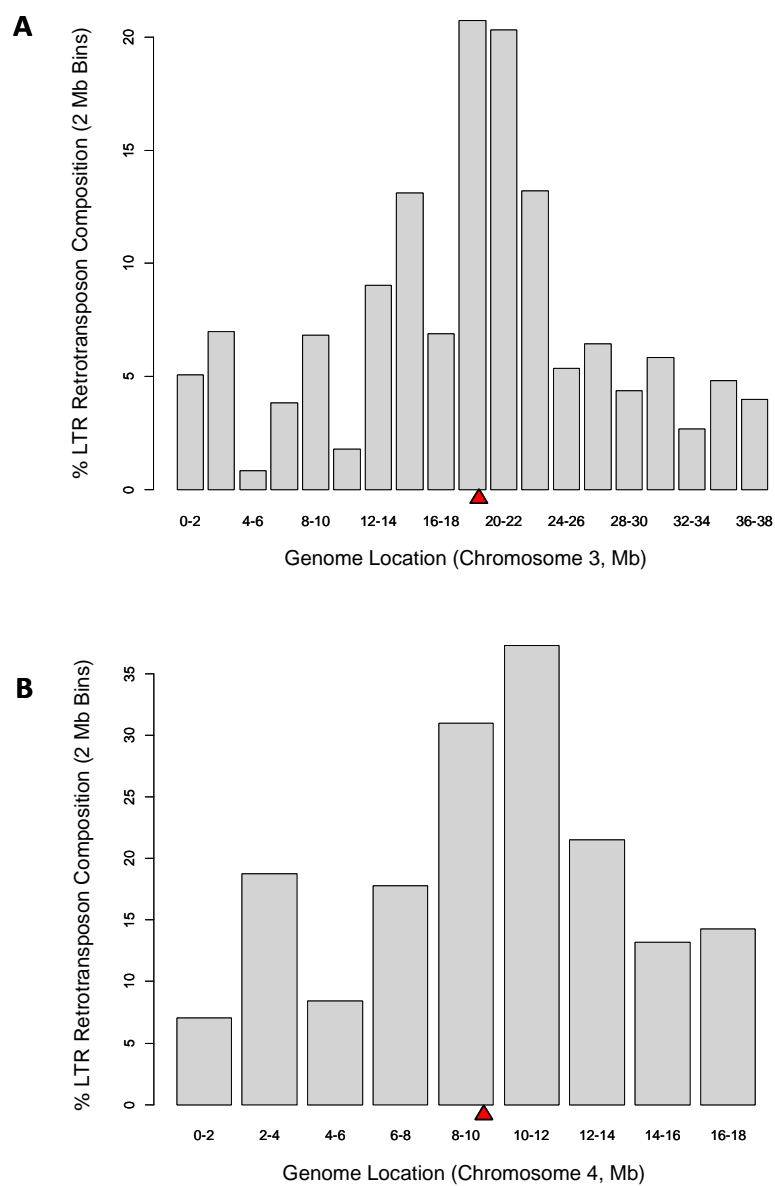 A
% LTR Retrotransposon Composition (2 Mb Bins)
20
15
10
5
0
0-2 4-6 8-10 12-14 16-18 20-22 24-26 28-30 32-34 36-38
Genome Location (Chromosome 3, Mb)
B
% LTR Retrotransposon Composition (2 Mb Bins)
35
30
25
20
15
10
5
0
0-2 2-4 4-6 6-8 8-10 10-12 12-14 14-16 16-18
Genome Location (Chromosome 4, Mb)